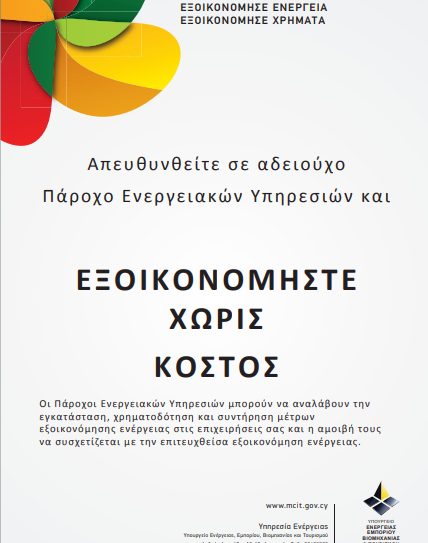 ΕΞΟΙΚΟΝΟΜΗΣΕ ΕΝΕΡΓΕΙΑ
ΕΞΟΙΚΟΝΟΜΗΣΕ ΧΡΗΜΑΤΑ
Απευθυνθείτε σε αδειούχο
Πάροχο Ενεργειακών Υπηρεσιών και
ΕΞΟΙΚΟΝΟΜΗΣΤΕ
ΧΩΡΙΣ
ΚΟΣΤΟΣ
Οι Πάροχοι Ενεργειακών Υπηρεσιών μπορούν να αναλάβουν την
εγκατάσταση, χρηματοδότηση και συντήρηση μέτρων
εξοικονόμησης ενέργειας στις επιχειρήσεις σας και η αμοιβή τους
να συσχετίζεται με την επιτευχθείσα εξοικονόμηση ενέργειας.
www.mcit.gov.cy
Υπηρεσία Ενέργειας
Υπουργείο Ενέργειας, Εμπορίου, Βιομηχανίας και Τουρισμού
ΥΠΟΥΡΓΕΙΟ
ΕΝΕΡΓΕΙΑΣ
ΕΜΠΟΡΙΟΥ
ΒΙΟΜΗΧΑΝΙΑΣ